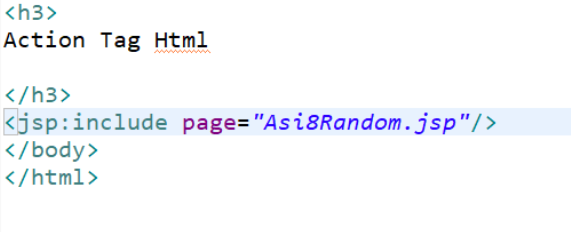 <h3>
Action Tag Html
</h3>
<jsp:include page="Asi8Random.jsp"/>
</body>
</html>